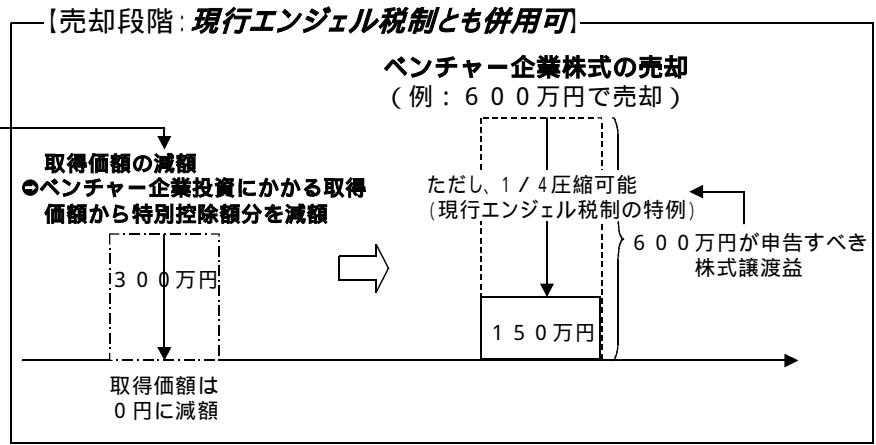 【売却段階：現行エンジェル税制とも併用可】
ベンチャー企業株式の売却
（例：６００万円で売却）
取得価額の減額
➲ベンチャー企業投資にかかる取得
価額から特別控除額分を減額
ただし、１／４圧縮可能
（現行エンジェル税制の特例）
６００万円が申告すべき
株式譲渡益
３００万円
１５０万円
取得価額は
０円に減額